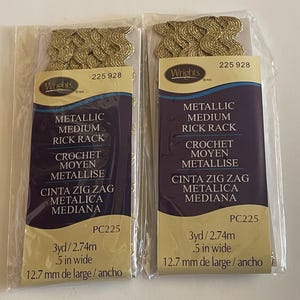 Wrights
225 928
METALLIC
MEDIUM
RICK RACK
CROCHET
MOYEN
METALLISE
CINTA ZIG ZAG
METALICA
MEDIANA
PC225
3yd / 2.74m
.5 in wide
12.7 mm de large / ancho
Wrights
225 928
METALLIC
MEDIUM
RICK RACK
CROCHET
MOYEN
METALLISE
CINTA ZIG ZAG
METALICA
MEDIANA
PC225
3yd / 2.74m
.5 in wide
12.7 mm de large / ancho